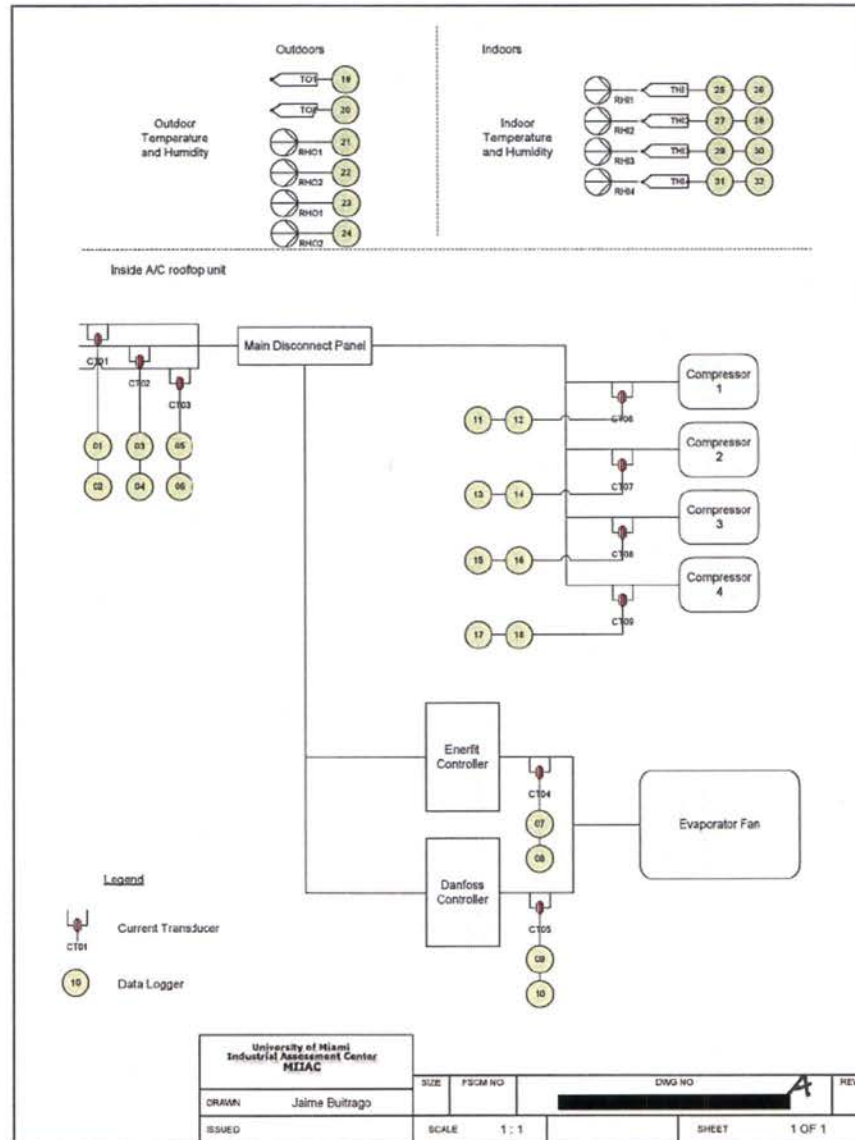 Outdoors
Indoors
TO1 19
20
Outdoor
Temperature
and Humidity
RHO1 21
RHO2 22
RHO1 23
RHO2 24
Indoor
Temperature
and Humidity
RHI1 25 26
RHI2 27 28
RHI3 29 30
RHI4 31 32
Inside A/C rooftop unit
Main Disconnect Panel
CT01
CT02
CT03
01 03 05
02 04 06
Compressor
1
11 12 CT06
Compressor
2
CT07
13 14
Compressor
3
CT08
15 16
Compressor
4
CT09
17 18
Enerfit
Controller
CT04
07
08
Evaporator Fan
Danfoss
Controller
CT05
09
10
Legend
CT01
Current Transducer
10
Data Logger
University of Miami
Industrial Assessment Center
MIIAC
SIZE FSCM NO DWG NO REV
DRAWN Jaime Buitrago
A
ISSUED SCALE 1 : 1 SHEET 1 OF 1